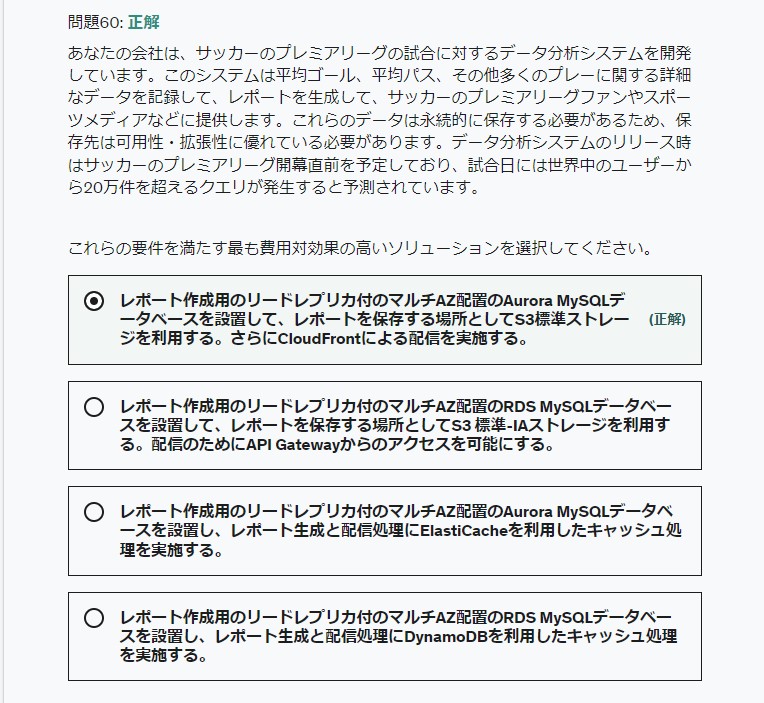 問題60: 正解
あなたの会社は、サッカーのプレミアリーグの試合に対するデータ分析システムを開発
しています。このシステムは平均ゴール、平均パス、その他多くのプレーに関する詳細
なデータを記録して、レポートを生成して、サッカーのプレミアリーグファンやスポー
ツメディアなどに提供します。これらのデータは永続的に保存する必要があるため、保
存先は可用性・拡張性に優れている必要があります。データ分析システムのリリース時
はサッカーのプレミアリーグ開幕直前を予定しており、試合日には世界中のユーザーか
ら20万件を超えるクエリが発生すると予測されています。
これらの要件を満たす最も費用対効果の高いソリューションを選択してください。
レポート作成用のリードレプリカ付のマルチAZ配置のAurora MySQLデ
ータベースを設置して、レポートを保存する場所としてS3標準ストレー
ジを利用する。さらにCloudFrontによる配信を実施する。
(正解)
レポート作成用のリードレプリカ付のマルチAZ配置のRDS MySQLデータベー
スを設置して、レポートを保存する場所としてS3 標準-IAストレージを利用す
る。配信のためにAPI Gatewayからのアクセスを可能にする。
レポート作成用のリードレプリカ付のマルチAZ配置のAurora MySQLデータベ
ースを設置し、レポート生成と配信処理にElastiCacheを利用したキャッシュ処
理を実施する。
レポート作成用のリードレプリカ付のマルチAZ配置のRDS MySQLデータベー
スを設置し、レポート生成と配信処理にDynamoDBを利用したキャッシュ処理
を実施する。